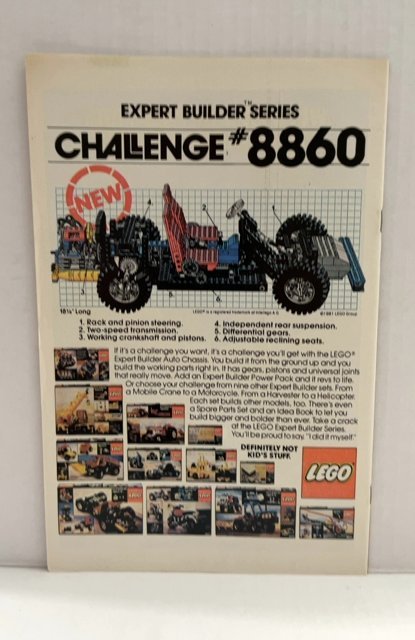 EXPERT BUILDER™ SERIES
CHALLENGE #8860
NEW
4.
2.
1.
3.
5.
6.
18¼" Long
LEGO® is a registered trademark of Interlego A.G.
©1981 LEGO Group
1. Rack and pinion steering.
2. Two-speed transmission.
3. Working crankshaft and pistons.
4. Independent rear suspension.
5. Differential gears.
6. Adjustable reclining seats.
If it's a challenge you want, it's a challenge you'll get with the LEGO®
Expert Builder Auto Chassis. You build it from the ground up and you
build the working parts right in. It has gears, pistons and universal joints
that really move. Add an Expert Builder Power Pack and it revs to life.
Or choose your challenge from nine other Expert Builder sets. From
a Mobile Crane to a Motorcycle. From a Harvester to a Helicopter.
Each set builds other models, too. There's even
a Spare Parts Set and an Idea Book to let you
build bigger and bolder than ever. Take a crack
at the LEGO Expert Builder Series.
You'll be proud to say, "I did it myself."
DEFINITELY NOT
KID'S STUFF.
LEGO